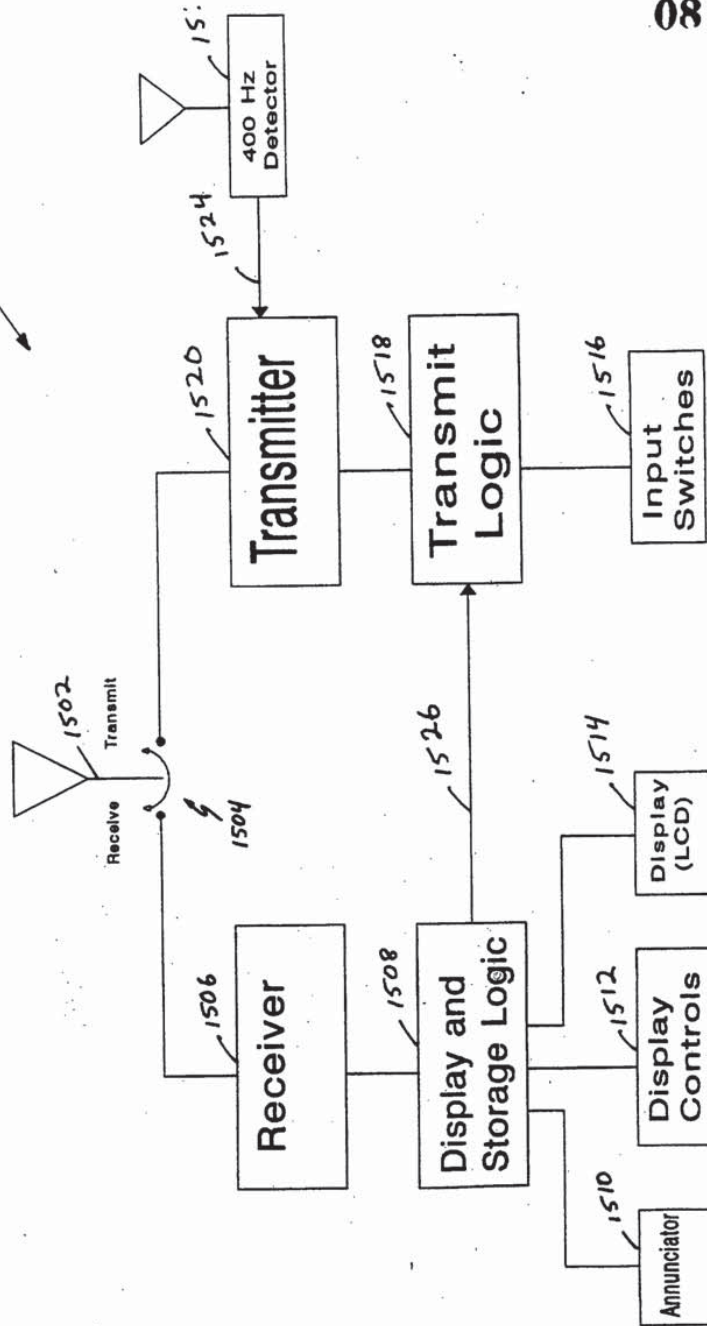 1502
Receive
Transmit
1504
1506
Receiver
1520
Transmitter
1524
15
400 Hz
Detector
1508
Display and
Storage Logic
1526
1518
Transmit
Logic
1510
Annunciator
1512
Display
Controls
1514
Display
(LCD)
1516
Input
Switches
08